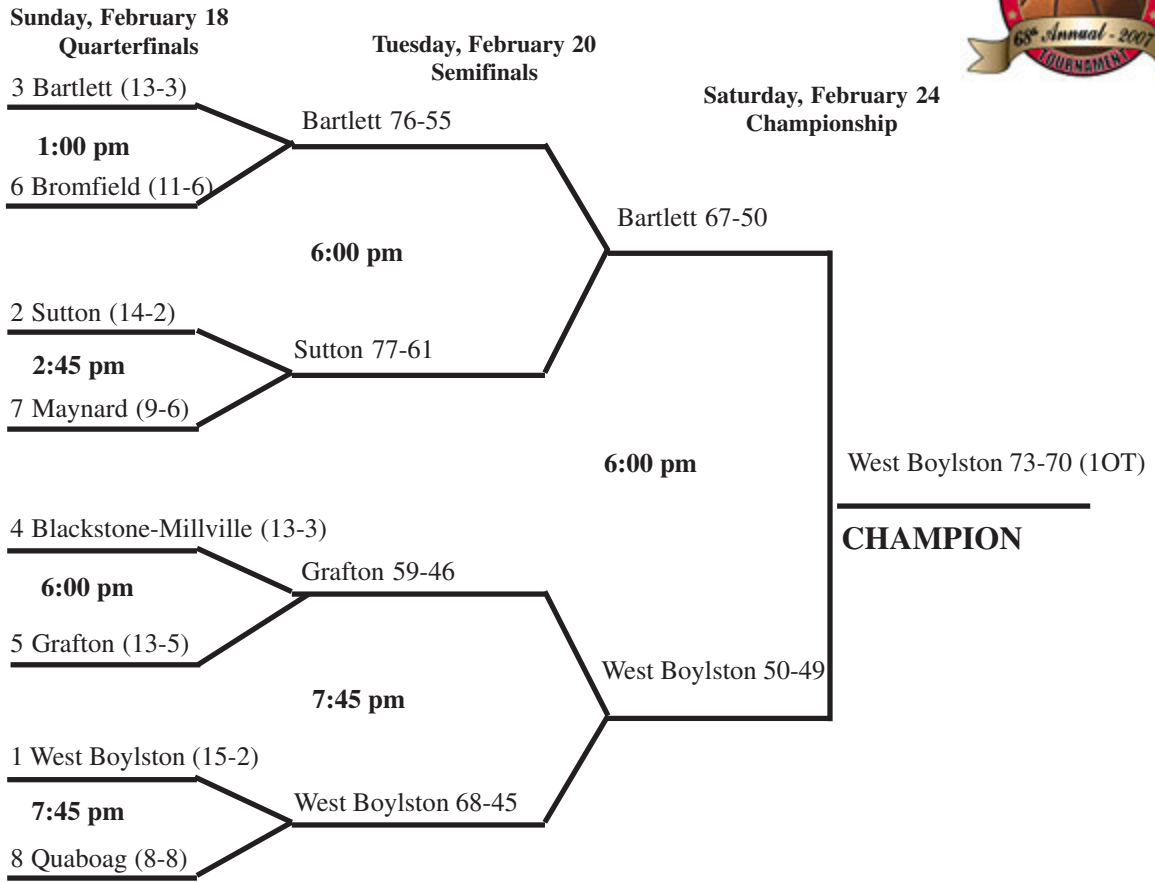 Sunday, February 18
Quarterfinals
Tuesday, February 20
Semifinals
Saturday, February 24
Championship
68th Annual - 2007
TOURNAMENT
3 Bartlett (13-3)
1:00 pm
6 Bromfield (11-6)
Bartlett 76-55
6:00 pm
2 Sutton (14-2)
2:45 pm
7 Maynard (9-6)
Sutton 77-61
Bartlett 67-50
6:00 pm
4 Blackstone-Millville (13-3)
6:00 pm
5 Grafton (13-5)
Grafton 59-46
7:45 pm
1 West Boylston (15-2)
7:45 pm
8 Quaboag (8-8)
West Boylston 68-45
West Boylston 50-49
West Boylston 73-70 (1OT)
CHAMPION